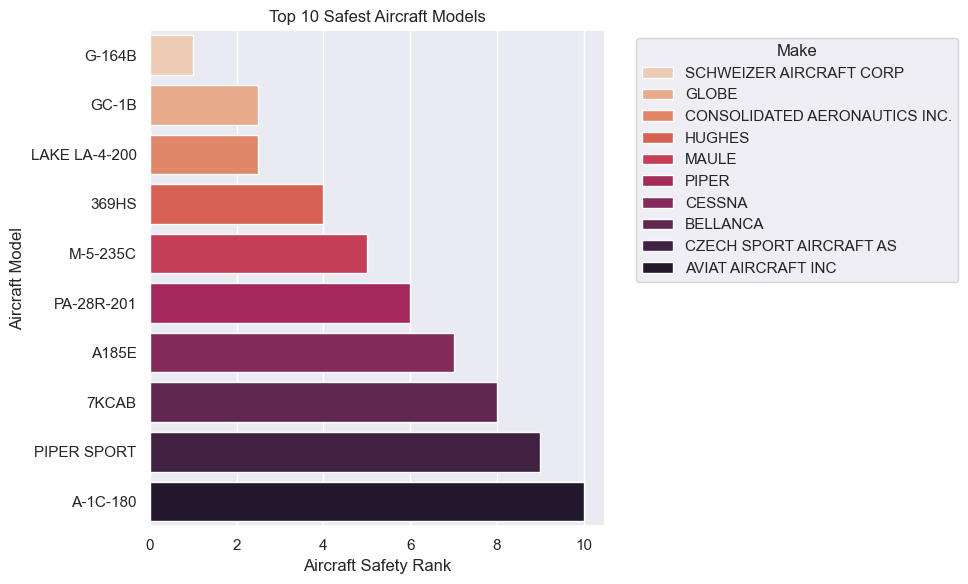 Top 10 Safest Aircraft Models
Aircraft Model
G-164B
GC-1B
LAKE LA-4-200
369HS
M-5-235C
PA-28R-201
A185E
7KCAB
PIPER SPORT
A-1C-180
0 2 4 6 8 10
Aircraft Safety Rank
Make
SCHWEIZER AIRCRAFT CORP
GLOBE
CONSOLIDATED AERONAUTICS INC.
HUGHES
MAULE
PIPER
CESSNA
BELLANCA
CZECH SPORT AIRCRAFT AS
AVIAT AIRCRAFT INC